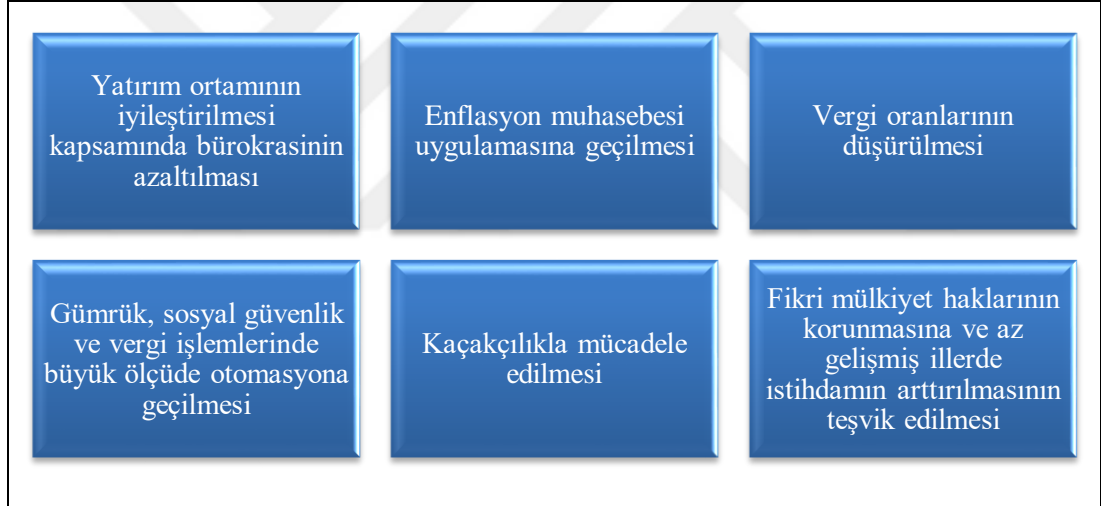 Yatırım ortamının
iyileştirilmesi
kapsamında bürokrasinin
azaltılması
Enflasyon muhasebesi
uygulamasına geçilmesi
Vergi oranlarının
düşürülmesi
Gümrük, sosyal güvenlik
ve vergi işlemlerinde
büyük ölçüde otomasyona
geçilmesi
Kaçakçılıkla mücadele
edilmesi
Fikri mülkiyet haklarının
korunmasına ve az
gelişmiş illerde
istihdamın arttırılmasının
teşvik edilmesi